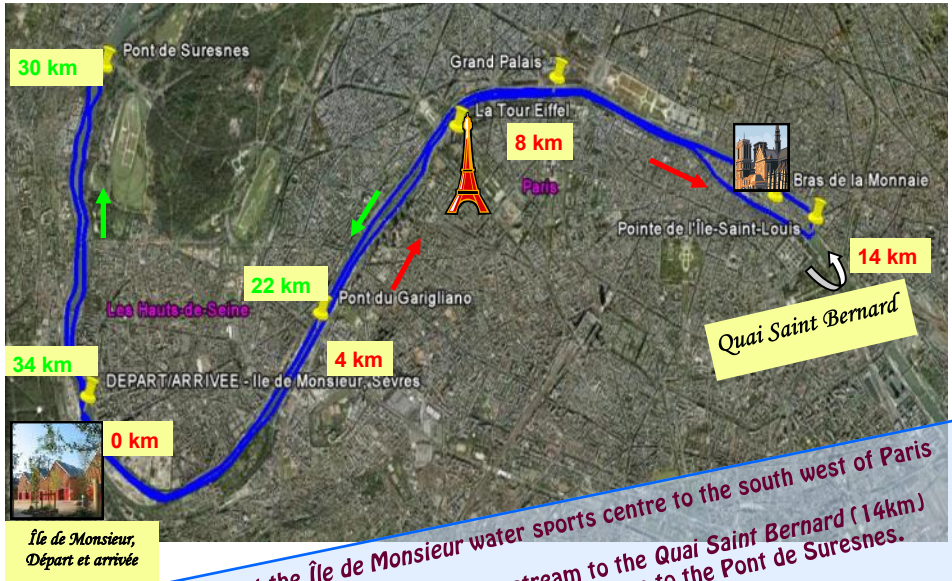 Pont de Suresnes
30 km
Grand Palais
La Tour Eiffel
8 km
Paris
Bras de la Monnaie
Pointe de l'Île-Saint-Louis
14 km
Quai Saint Bernard
22 km
Pont du Garigliano
Les Hauts-de-Seine
4 km
34 km
DEPART/ARRIVEE - Ile de Monsieur, Sèvres
0 km
Île de Monsieur,
Départ et arrivée
the Île de Monsieur water sports centre to the south west of Paris
stream to the Quai Saint Bernard (14km)
to the Pont de Suresnes.